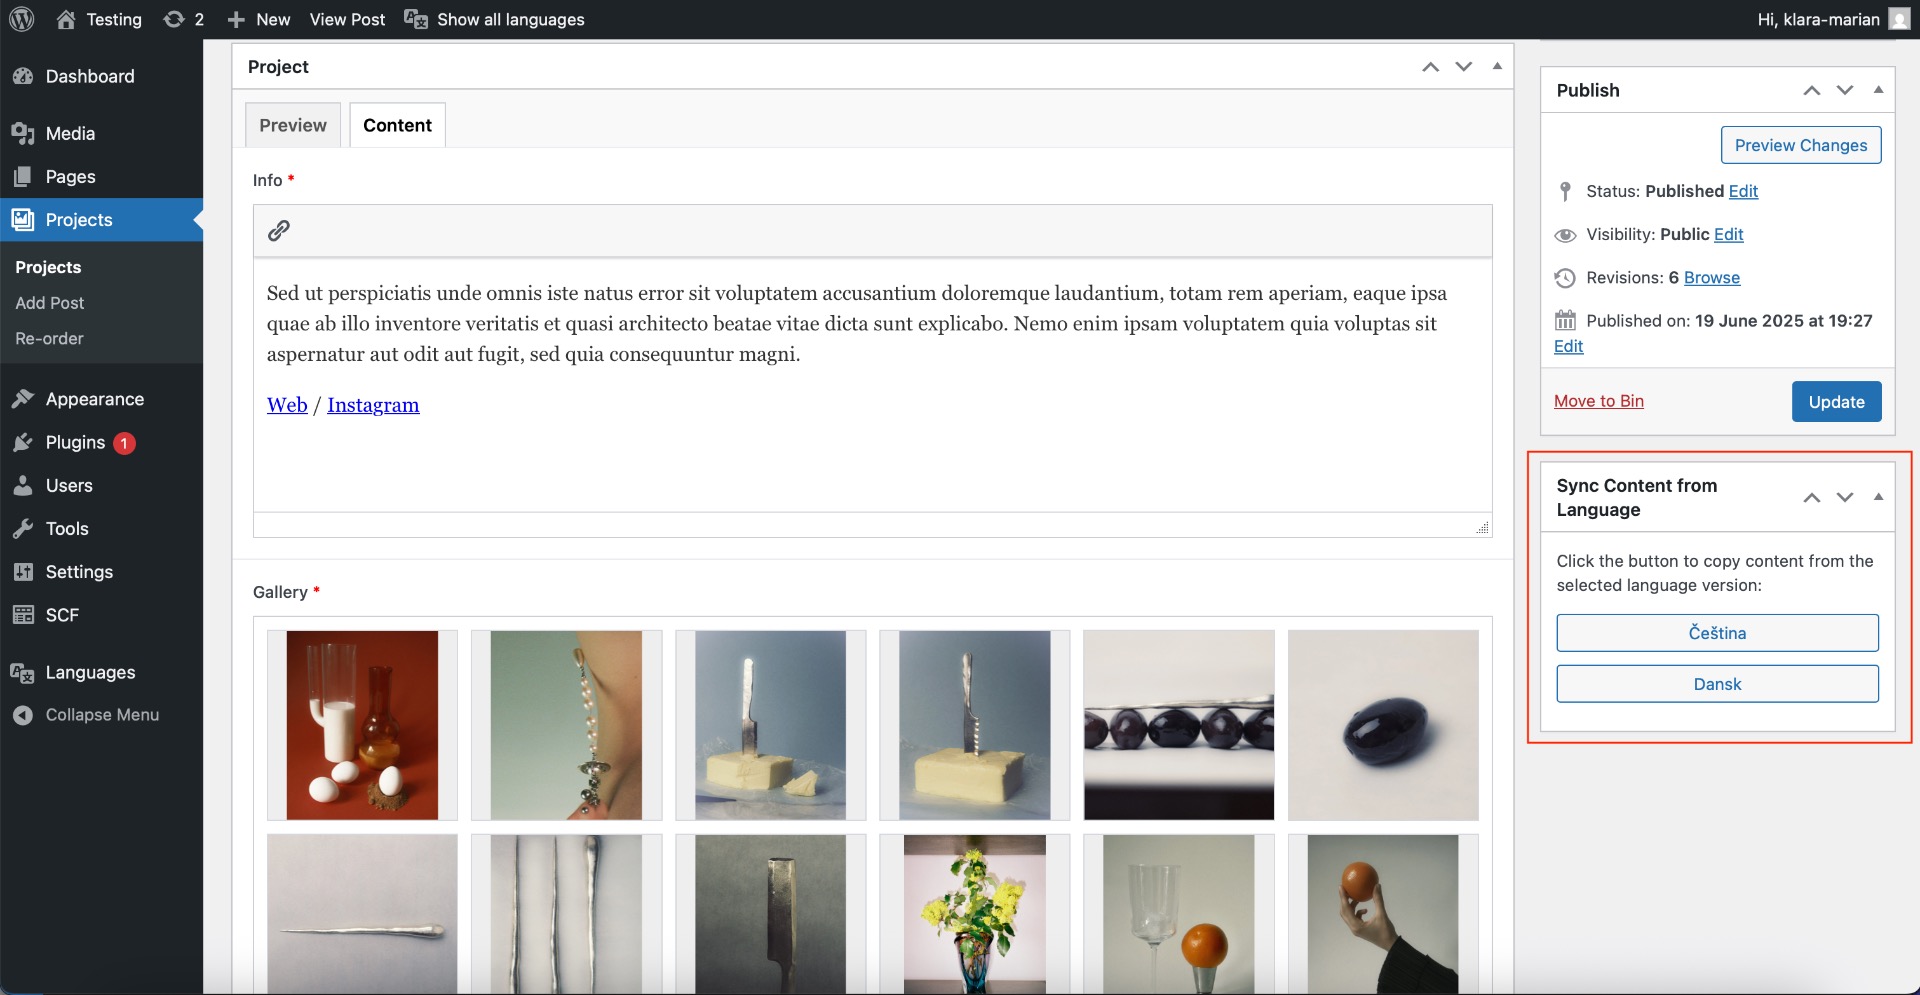 Testing
2
New
View Post
Show all languages
Hi, klara-marian
Dashboard
Media
Pages
Projects
Projects
Add Post
Re-order
Appearance
Plugins 1
Users
Tools
Settings
SCF
Languages
Collapse Menu
Project
Preview
Content
Info *
Sed ut perspiciatis unde omnis iste natus error sit voluptatem accusantium doloremque laudantium, totam rem aperiam, eaque ipsa
quae ab illo inventore veritatis et quasi architecto beatae vitae dicta sunt explicabo. Nemo enim ipsam voluptatem quia voluptas sit
aspernatur aut odit aut fugit, sed quia consequuntur magni.
Web / Instagram
Gallery *
Publish
Preview Changes
Status: Published Edit
Visibility: Public Edit
Revisions: 6 Browse
Published on: 19 June 2025 at 19:27
Edit
Move to Bin
Update
Sync Content from
Language
Click the button to copy content from the
selected language version:
Čeština
Dansk